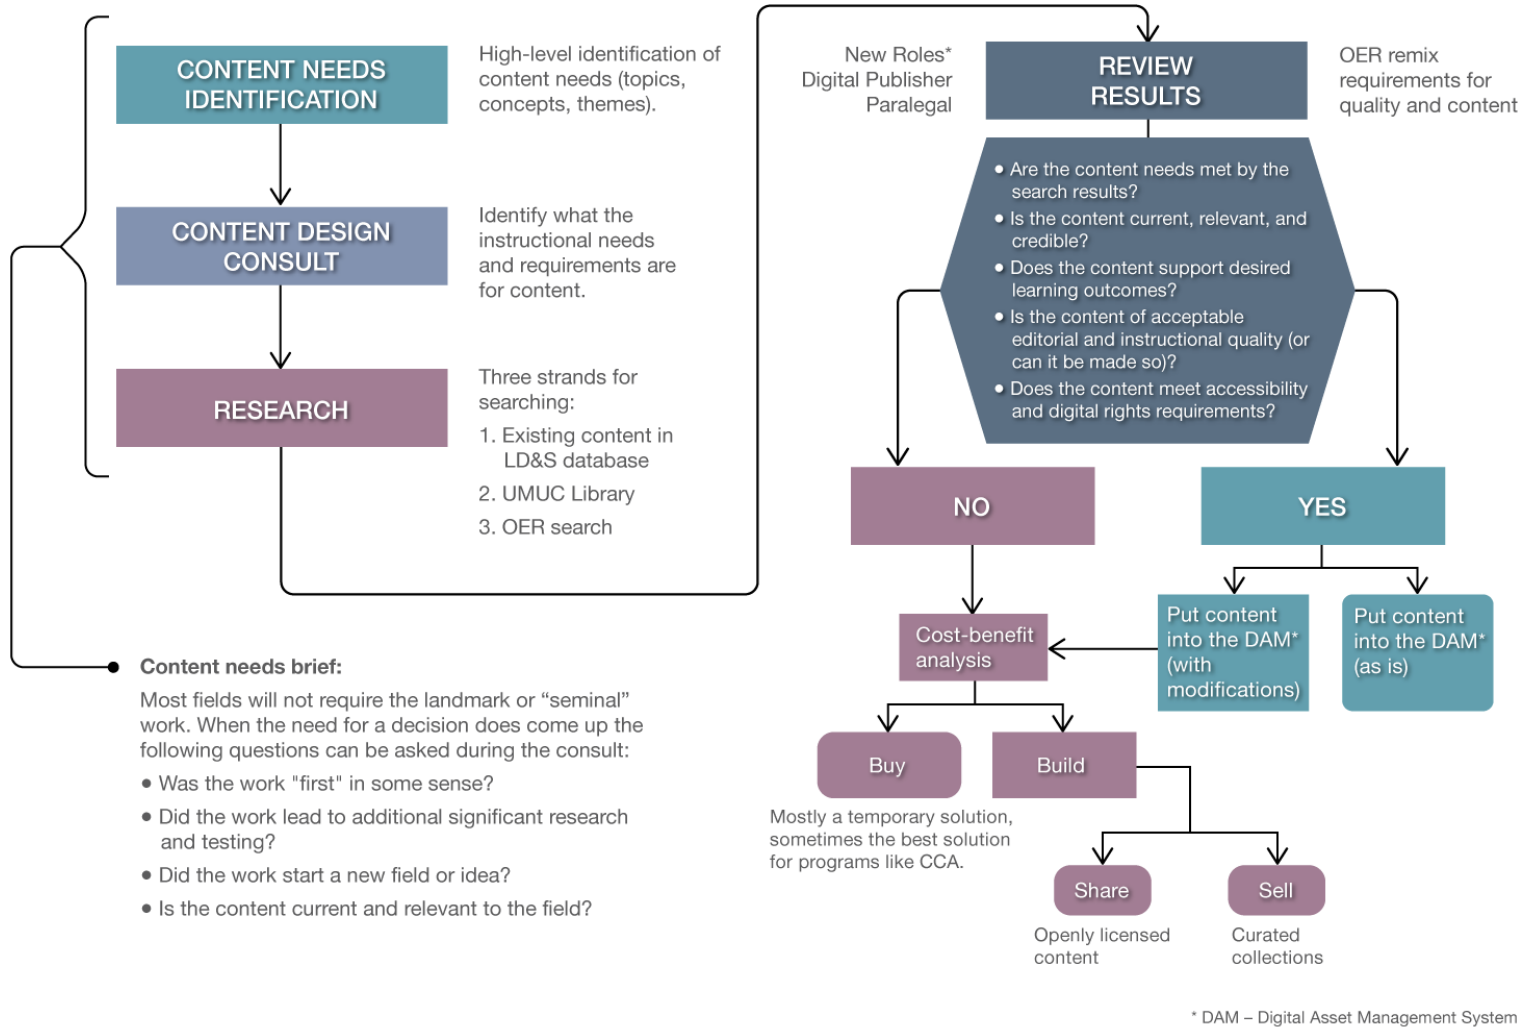 CONTENT NEEDS
IDENTIFICATION
High-level identification of
content needs (topics,
concepts, themes).
CONTENT DESIGN
CONSULT
Identify what the
instructional needs
and requirements are
for content.
RESEARCH
Three strands for
searching:
1. Existing content in
LD&S database
2. UMUC Library
3. OER search
Content needs brief:
Most fields will not require the landmark or “seminal”
work. When the need for a decision does come up the
following questions can be asked during the consult:
• Was the work "first" in some sense?
• Did the work lead to additional significant research
and testing?
• Did the work start a new field or idea?
• Is the content current and relevant to the field?
New Roles*
Digital Publisher
Paralegal
REVIEW
RESULTS
OER remix
requirements for
quality and content
• Are the content needs met by the
search results?
• Is the content current, relevant, and
credible?
• Does the content support desired
learning outcomes?
• Is the content of acceptable
editorial and instructional quality (or
can it be made so)?
• Does the content meet accessibility
and digital rights requirements?
NO
YES
Cost-benefit
analysis
Put content
into the DAM*
(with
modifications)
Put content
into the DAM*
(as is)
Buy
Build
Mostly a temporary solution,
sometimes the best solution
for programs like CCA.
Share
Sell
Openly licensed
content
Curated
collections
* DAM – Digital Asset Management System